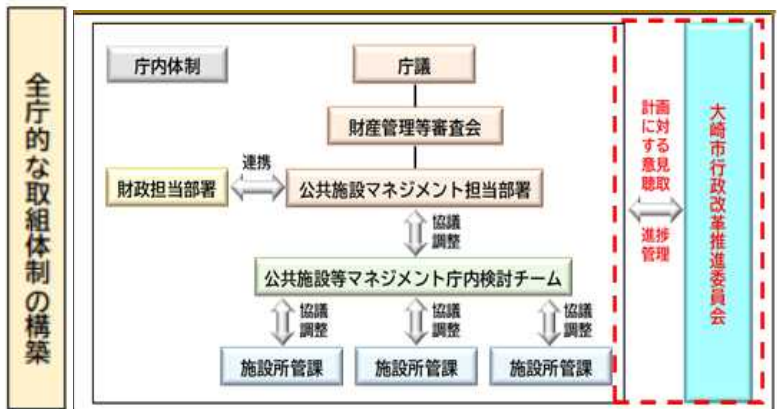 全庁的な取組体制の構築
庁内体制
庁議
財産管理等審査会
連携
財政担当部署
公共施設マネジメント担当部署
協議
調整
公共施設等マネジメント庁内検討チーム
協議
調整
協議
調整
協議
調整
施設所管課
施設所管課
施設所管課
計画
に対
する
意見
聴取
進捗
管理
大崎市行政改革推進委員会